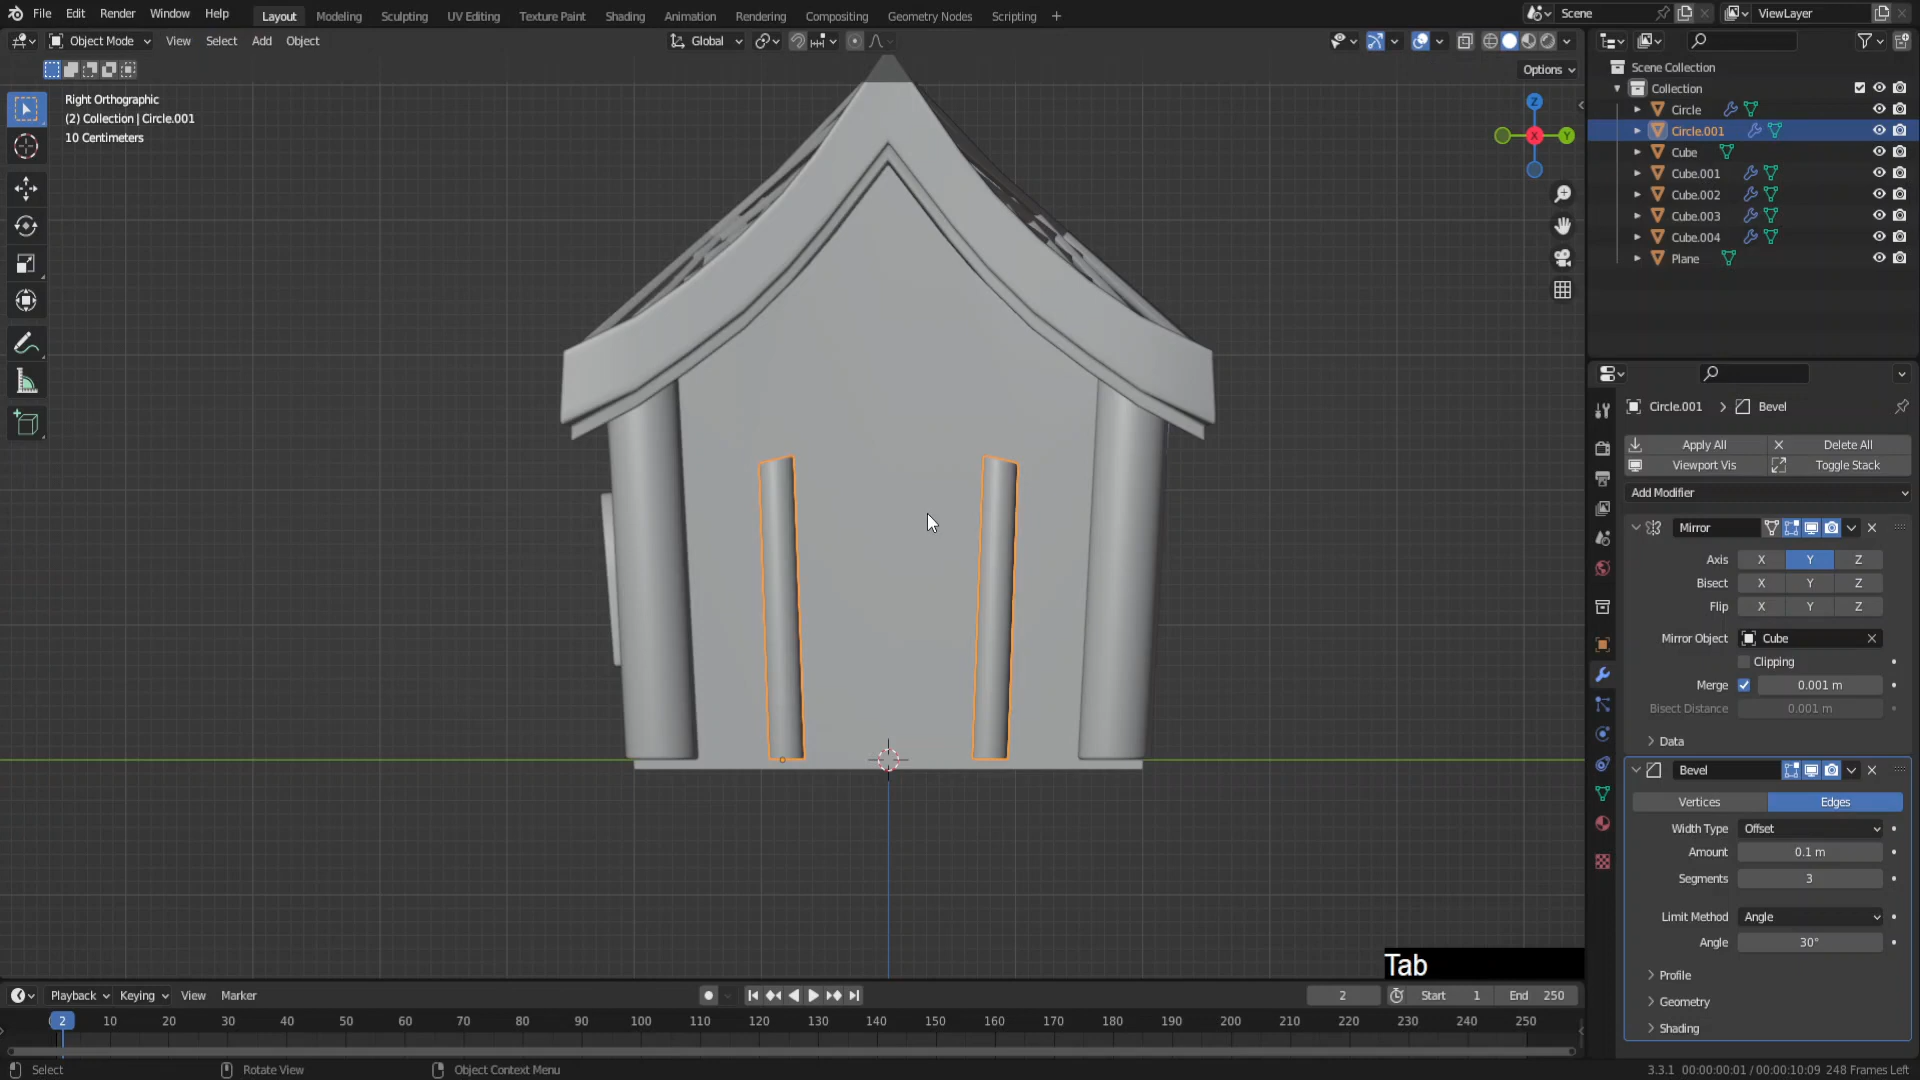 File Edit Render Window Help
Layout Modeling Sculpting UV Editing Texture Paint Shading Animation Rendering Compositing Geometry Nodes Scripting +
Scene ViewLayer
Object Mode View Select Add Object
Global
Options
Right Orthographic
(2) Collection | Circle.001
10 Centimeters
Z
Y
X
Scene Collection
Collection
Circle
Circle.001
Cube
Cube.001
Cube.002
Cube.003
Cube.004
Plane
Circle.001 > Bevel
Apply All Delete All
Viewport Vis Toggle Stack
Add Modifier
Mirror
Axis X Y Z
Bisect X Y Z
Flip X Y Z
Mirror Object Cube
Clipping
Merge 0.001 m
Bisect Distance 0.001 m
Data
Bevel
Vertices Edges
Width Type Offset
Amount 0.1 m
Segments 3
Limit Method Angle
Angle 30°
Profile
Geometry
Shading
Tab
Playback Keying View Marker
2 Start 1 End 250
2 10 20 30 40 50 60 70 80 90 100 110 120 130 140 150 160 170 180 190 200 210 220 230 240 250
Select Rotate View Object Context Menu
3.3.1 00:00:00:01 / 00:00:10:09 248 Frames Left